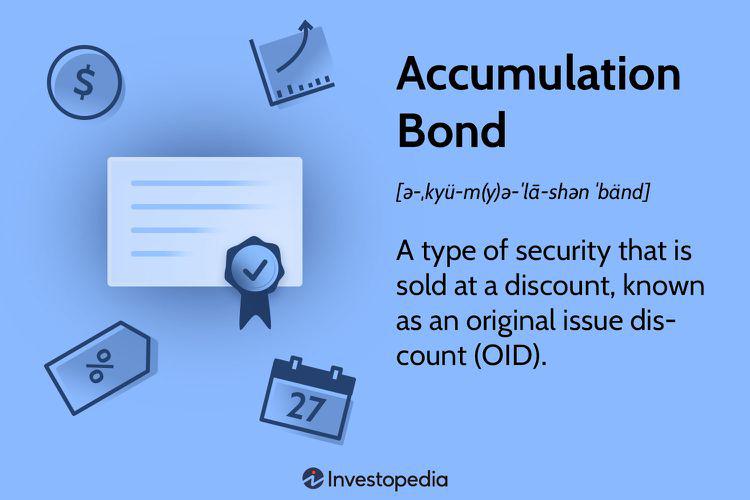 $
%
27
Accumulation
Bond
[ə-ˌkyü-m(y)ə-ˈlā-shən ˈbänd]
A type of security that is
sold at a discount, known
as an original issue dis-
count (OID).
Investopedia